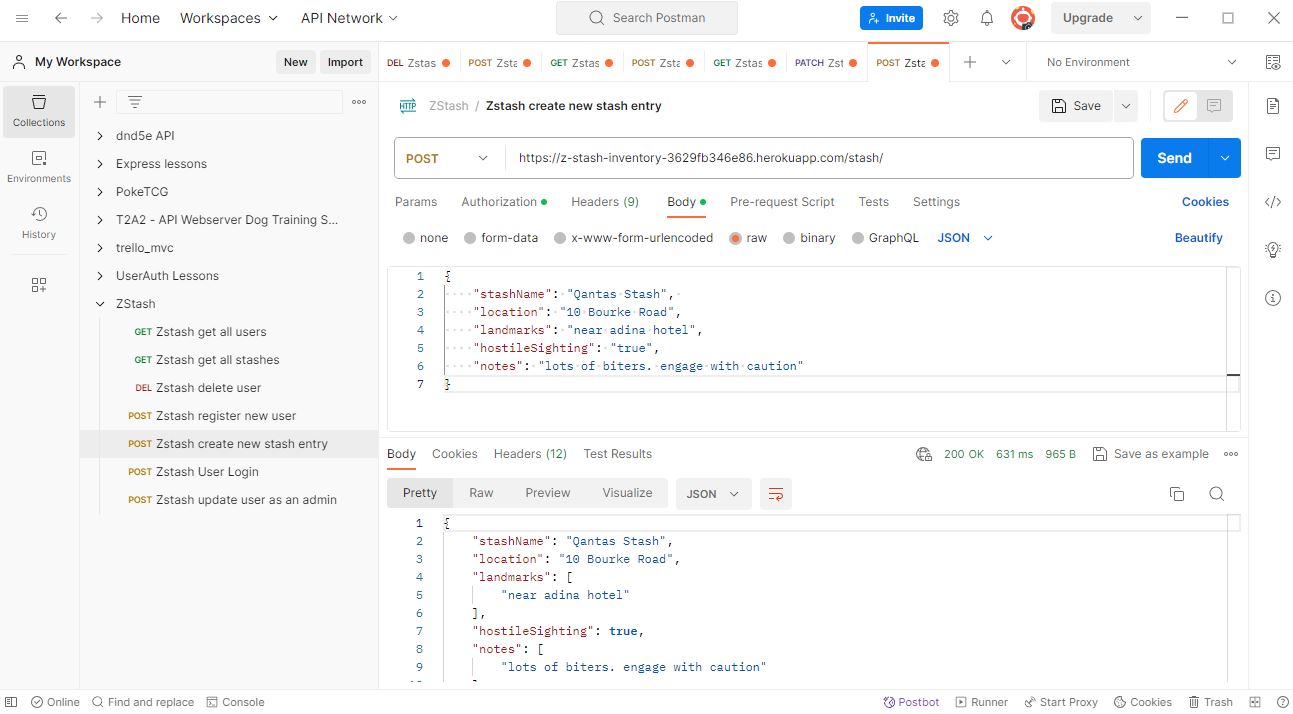 Home Workspaces API Network Search Postman Invite Upgrade
My Workspace New Import DEL Zstas POST Zsta GET Zstas POST Zsta GET Zstas PATCH Zst POST Zsta No Environment
Collections
Environments
History
dnd5e API
Express lessons
PokeTCG
T2A2 - API Webserver Dog Training S...
trello_mvc
UserAuth Lessons
ZStash
GET Zstash get all users
GET Zstash get all stashes
DEL Zstash delete user
POST Zstash register new user
POST Zstash create new stash entry
POST Zstash User Login
POST Zstash update user as an admin
HTTP ZStash / Zstash create new stash entry Save
POST https://z-stash-inventory-3629fb346e86.herokuapp.com/stash/ Send
Params Authorization Headers (9) Body Pre-request Script Tests Settings Cookies
none form-data x-www-form-urlencoded raw binary GraphQL JSON Beautify
1 {
2 "stashName": "Qantas Stash",
3 "location": "10 Bourke Road",
4 "landmarks": "near adina hotel",
5 "hostileSighting": "true",
6 "notes": "lots of biters. engage with caution"
7 }
Body Cookies Headers (12) Test Results 200 OK 631 ms 965 B Save as example
Pretty Raw Preview Visualize JSON
1 {
2 "stashName": "Qantas Stash",
3 "location": "10 Bourke Road",
4 "landmarks": [
5 "near adina hotel"
6 ],
7 "hostileSighting": true,
8 "notes": [
9 "lots of biters. engage with caution"
Online Find and replace Console Postbot Runner Start Proxy Cookies Trash